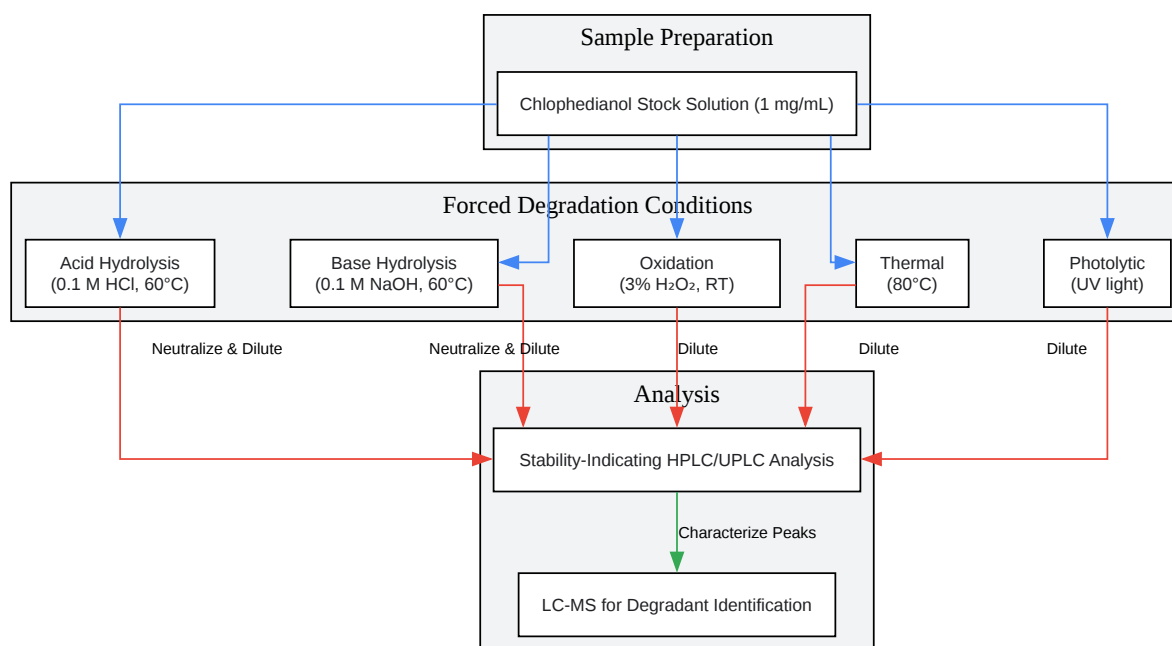 Sample Preparation
Chlophedianol Stock Solution (1 mg/mL)
Forced Degradation Conditions
Acid Hydrolysis
(0.1 M HCl, 60°C)
Base Hydrolysis
(0.1 M NaOH, 60°C)
Oxidation
(3% H₂O₂, RT)
Thermal
(80°C)
Photolytic
(UV light)
Neutralize & Dilute
Neutralize & Dilute
Dilute
Dilute
Dilute
Analysis
Stability-Indicating HPLC/UPLC Analysis
Characterize Peaks
LC-MS for Degradant Identification